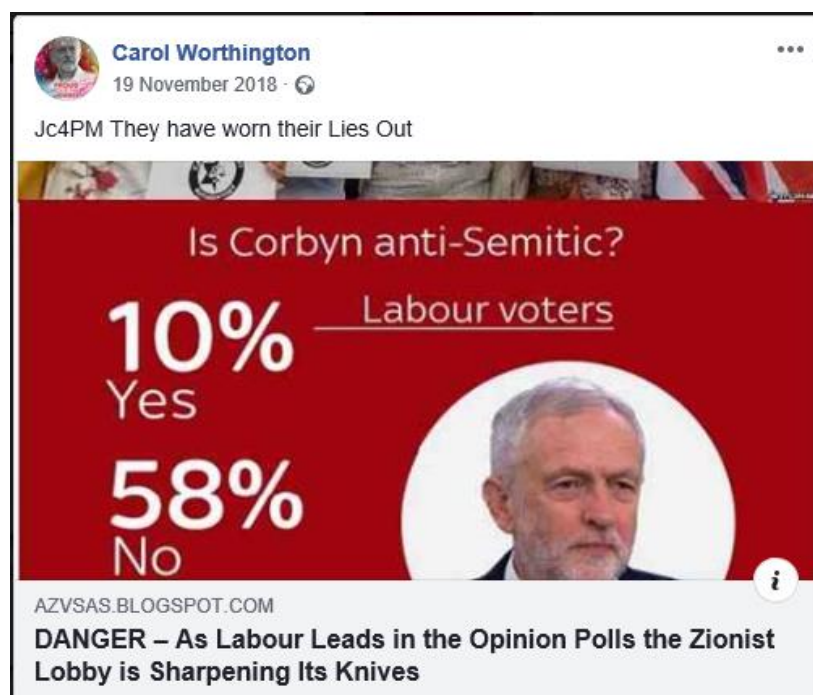 Carol Worthington
19 November 2018 ·
Jc4PM They have worn their Lies Out
Is Corbyn anti-Semitic?
10%
Labour voters
Yes
58%
No
i
AZVSAS.BLOGSPOT.COM
DANGER – As Labour Leads in the Opinion Polls the Zionist
Lobby is Sharpening Its Knives